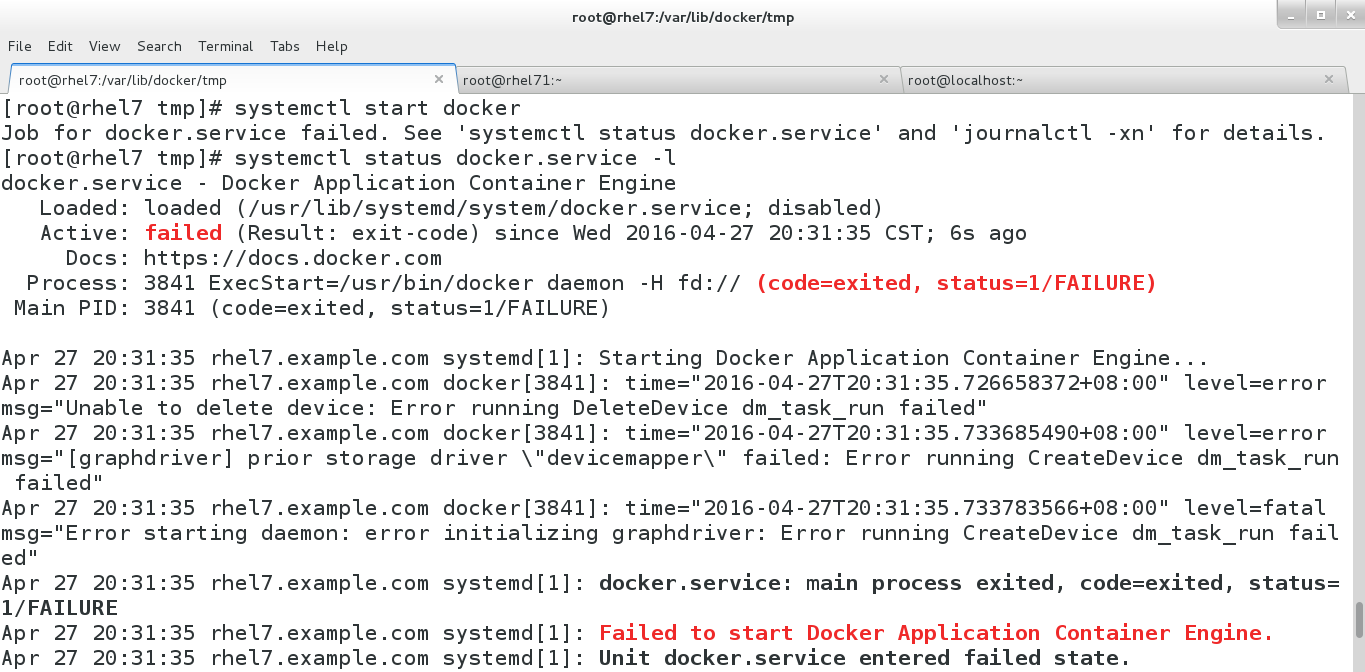 root@rhel7:/var/lib/docker/tmp
File Edit View Search Terminal Tabs Help
root@rhel7:/var/lib/docker/tmp root@rhel71:~ root@localhost:~
[root@rhel7 tmp]# systemctl start docker
Job for docker.service failed. See 'systemctl status docker.service' and 'journalctl -xn' for details.
[root@rhel7 tmp]# systemctl status docker.service -l
docker.service - Docker Application Container Engine
   Loaded: loaded (/usr/lib/systemd/system/docker.service; disabled)
   Active: failed (Result: exit-code) since Wed 2016-04-27 20:31:35 CST; 6s ago
     Docs: https://docs.docker.com
  Process: 3841 ExecStart=/usr/bin/docker daemon -H fd:// (code=exited, status=1/FAILURE)
 Main PID: 3841 (code=exited, status=1/FAILURE)

Apr 27 20:31:35 rhel7.example.com systemd[1]: Starting Docker Application Container Engine...
Apr 27 20:31:35 rhel7.example.com docker[3841]: time="2016-04-27T20:31:35.726658372+08:00" level=error
msg="Unable to delete device: Error running DeleteDevice dm_task_run failed"
Apr 27 20:31:35 rhel7.example.com docker[3841]: time="2016-04-27T20:31:35.733685490+08:00" level=error
msg="[graphdriver] prior storage driver \"devicemapper\" failed: Error running CreateDevice dm_task_run
 failed"
Apr 27 20:31:35 rhel7.example.com docker[3841]: time="2016-04-27T20:31:35.733783566+08:00" level=fatal
msg="Error starting daemon: error initializing graphdriver: Error running CreateDevice dm_task_run fail
ed"
Apr 27 20:31:35 rhel7.example.com systemd[1]: docker.service: main process exited, code=exited, status=
1/FAILURE
Apr 27 20:31:35 rhel7.example.com systemd[1]: Failed to start Docker Application Container Engine.
Apr 27 20:31:35 rhel7.example.com systemd[1]: Unit docker.service entered failed state.